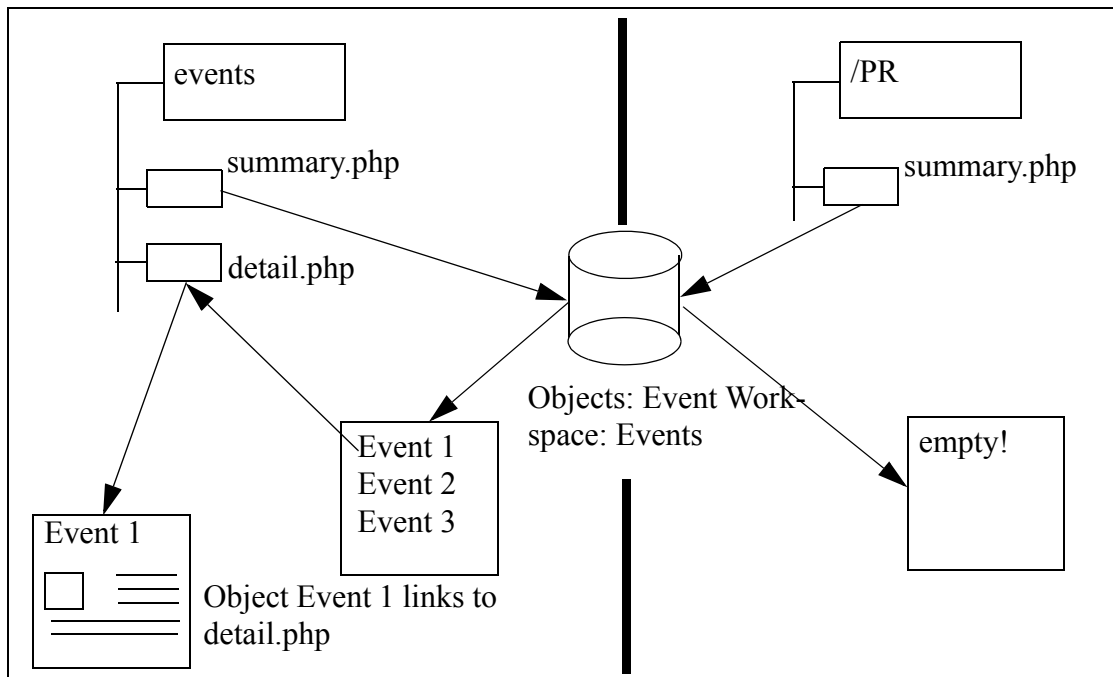 events
summary.php
detail.php
/PR
summary.php
Objects: Event Work-
space: Events
Event 1
Event 2
Event 3
empty!
Event 1
Object Event 1 links to
detail.php